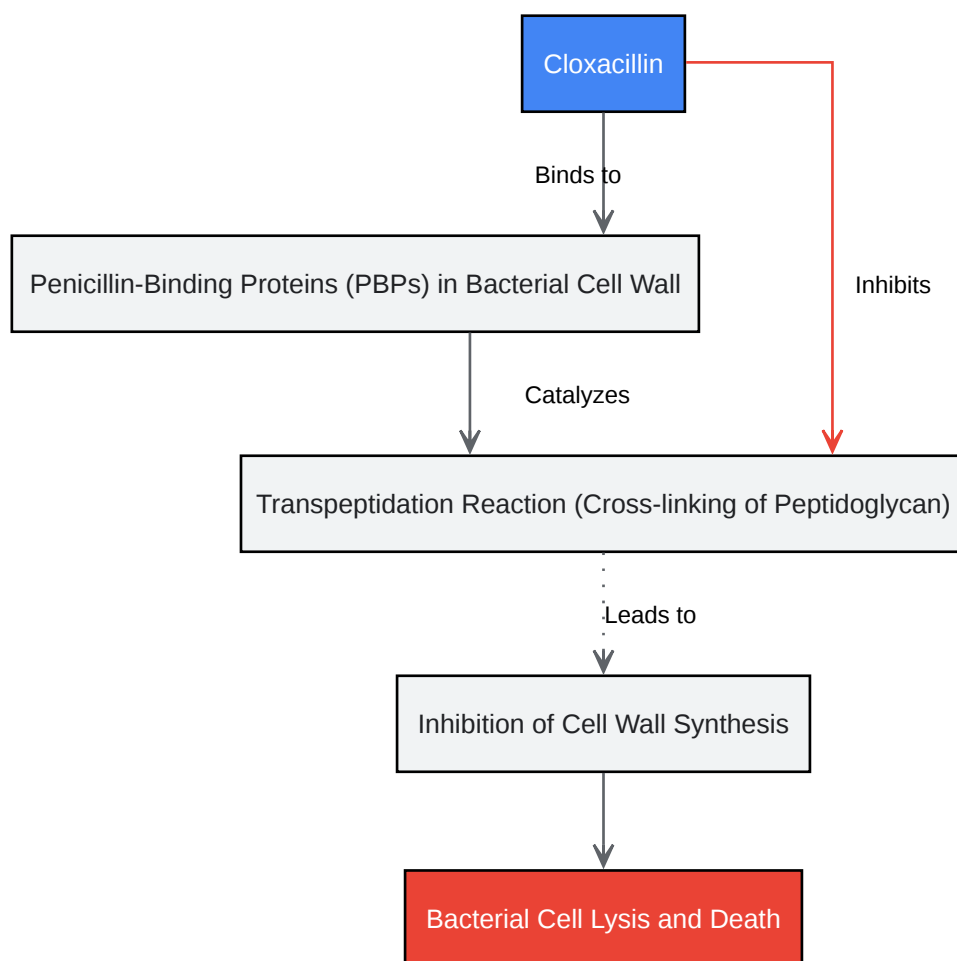 Cloxacillin
Binds to
Penicillin-Binding Proteins (PBPs) in Bacterial Cell Wall
Inhibits
Catalyzes
Transpeptidation Reaction (Cross-linking of Peptidoglycan)
Leads to
Inhibition of Cell Wall Synthesis
Bacterial Cell Lysis and Death